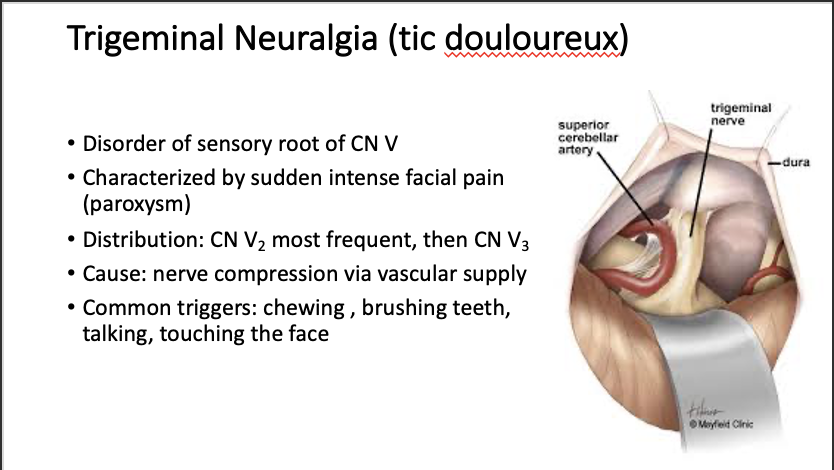 Trigeminal Neuralgia (tic douloureux)
• Disorder of sensory root of CN V
• Characterized by sudden intense facial pain
(paroxysm)
• Distribution: CN V₂ most frequent, then CN V₃
• Cause: nerve compression via vascular supply
• Common triggers: chewing , brushing teeth,
talking, touching the face
superior
cerebellar
artery
trigeminal
nerve
dura
© Mayfield Clinic